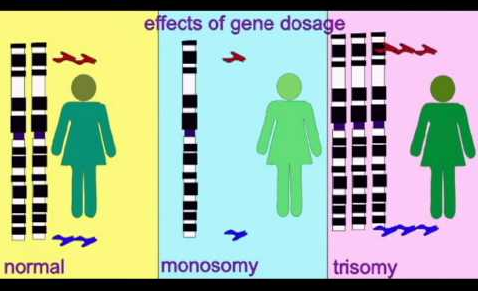 effects of gene dosage
normal
monosomy
trisomy